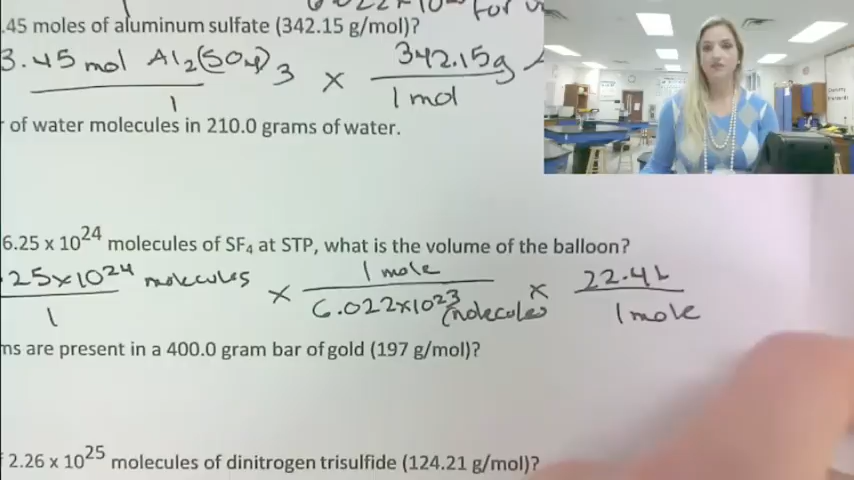 .45 moles of aluminum sulfate (342.15 g/mol)?
3.45 mol Al2(SO4)3 × 342.15g
1 1 mol
of water molecules in 210.0 grams of water.
6.25 x 10^24 molecules of SF4 at STP, what is the volume of the balloon?
.25×10^24 molecules × 1 mole × 22.4L
1 6.022×10^23 (molecules 1 mole
ms are present in a 400.0 gram bar of gold (197 g/mol)?
2.26 x 10^25 molecules of dinitrogen trisulfide (124.21 g/mol)?